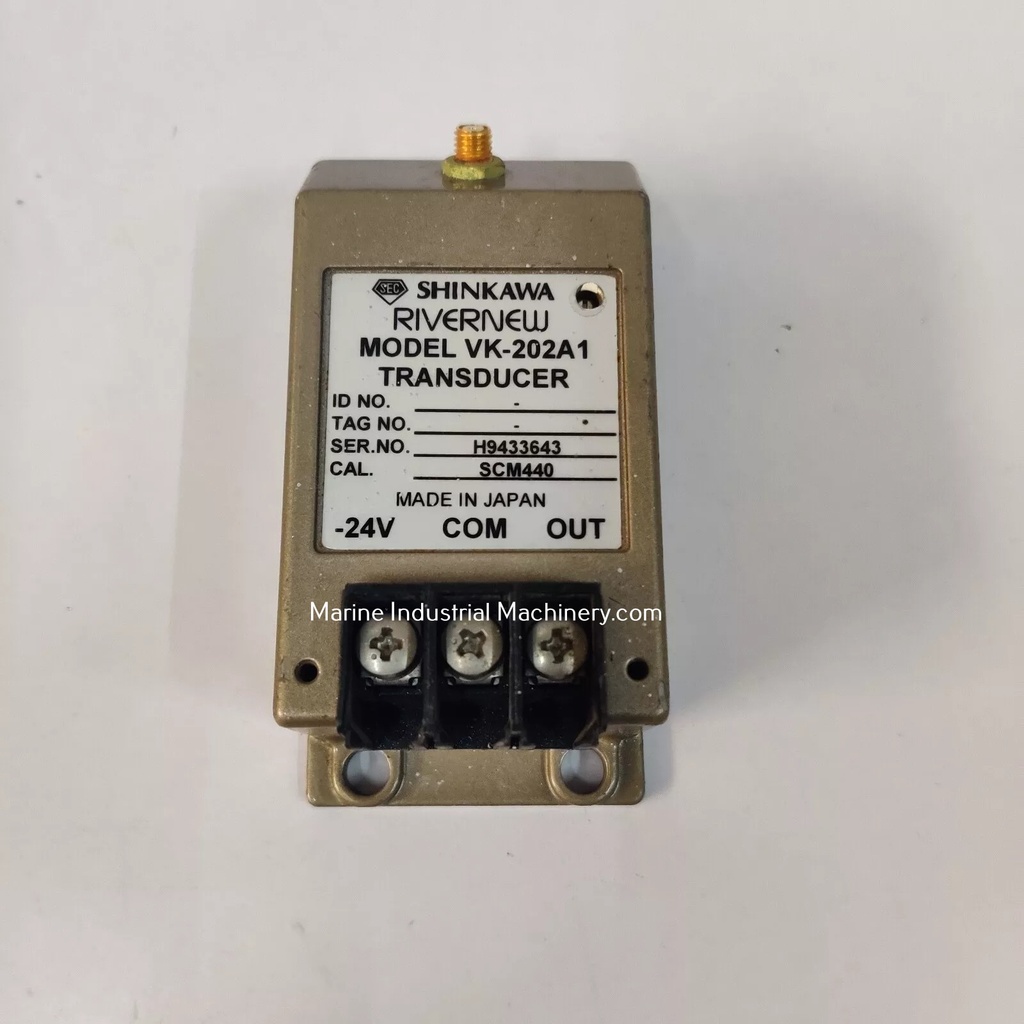 SEC SHINKAWA
RIVERNEW
MODEL VK-202A1
TRANSDUCER
ID NO. -
TAG NO. -
SER.NO. H9433643
CAL. SCM440
MADE IN JAPAN
-24V COM OUT
Marine Industrial Machinery.com